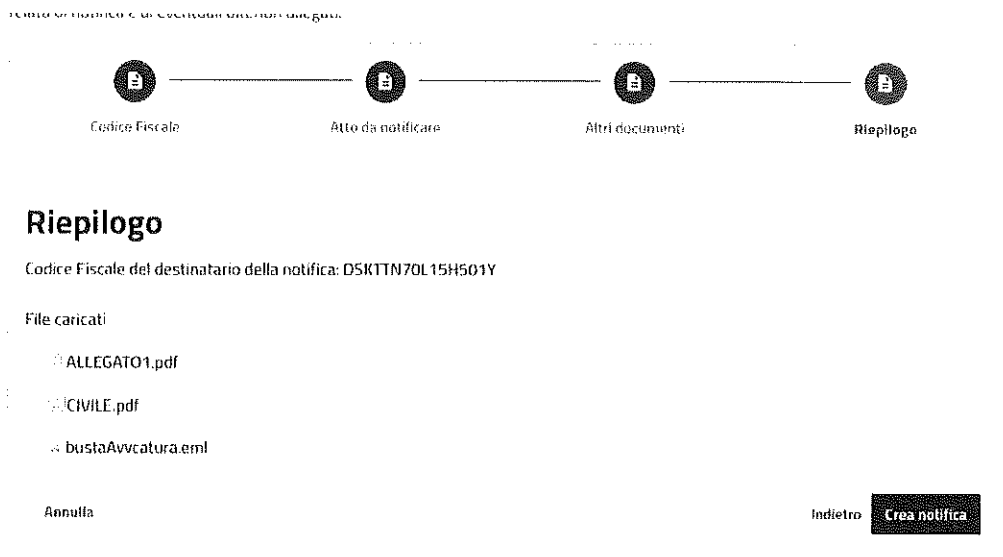 Codice Fiscale
Atto da notificare
Altri documenti
Riepilogo
Riepilogo
Codice Fiscale del destinatario della notifica: DSKTTN70L15H501Y
File caricati
ALLEGATO1.pdf
CIVILE.pdf
bustaAvvcatura.eml
Annulla
Indietro
Crea notifica